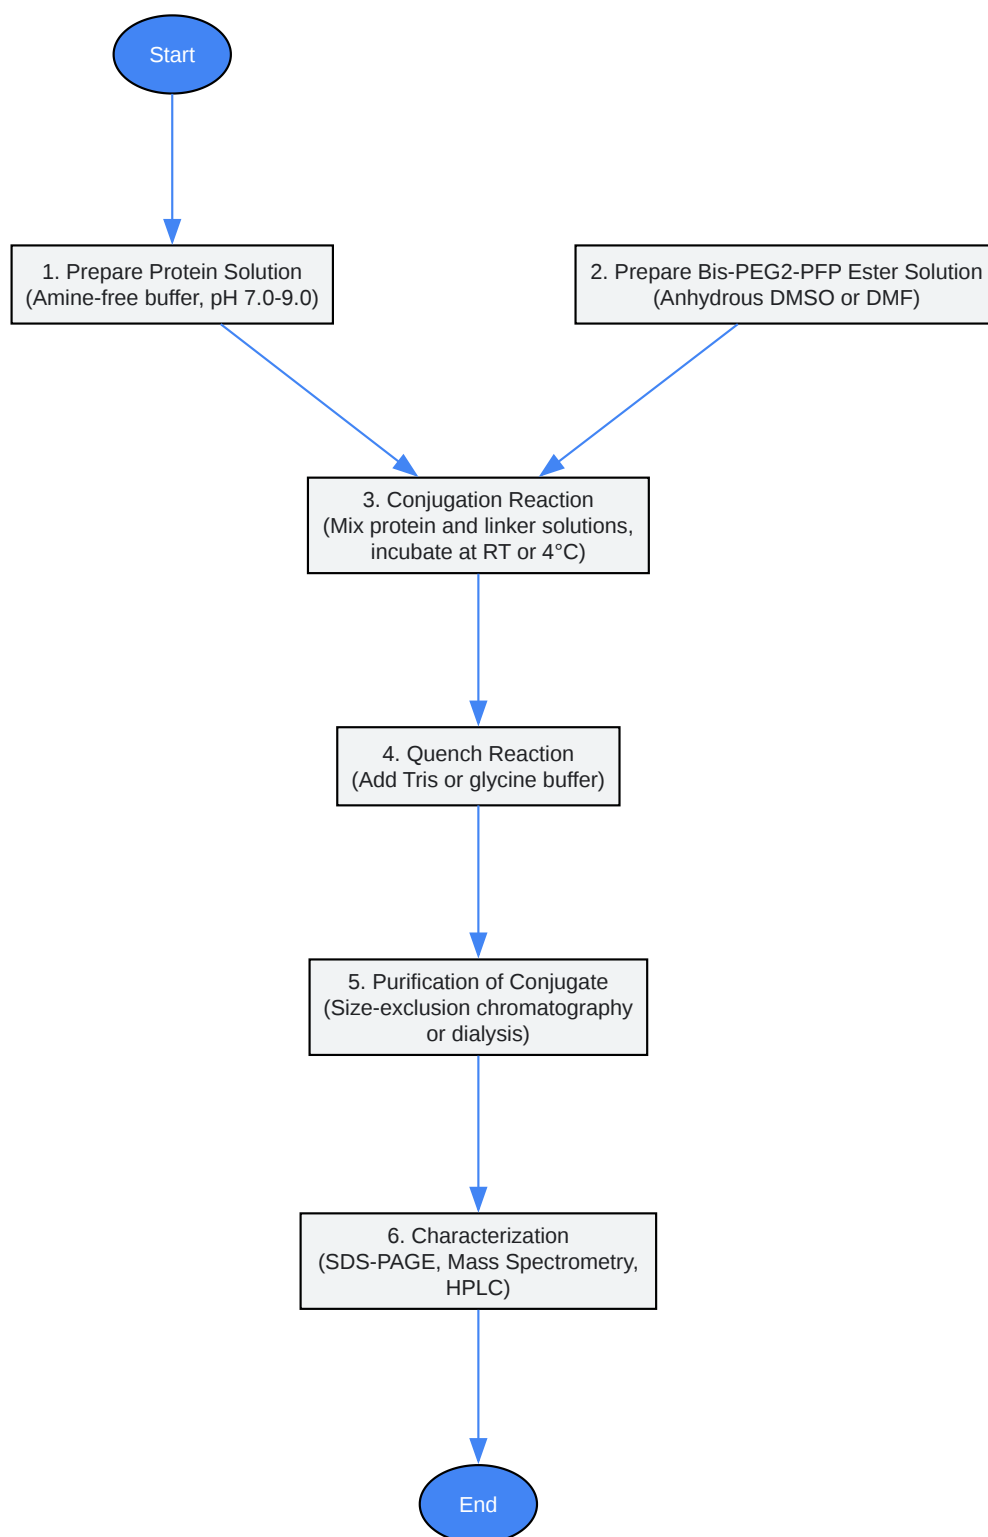 Start
1. Prepare Protein Solution
(Amine-free buffer, pH 7.0-9.0)
2. Prepare Bis-PEG2-PFP Ester Solution
(Anhydrous DMSO or DMF)
3. Conjugation Reaction
(Mix protein and linker solutions,
incubate at RT or 4°C)
4. Quench Reaction
(Add Tris or glycine buffer)
5. Purification of Conjugate
(Size-exclusion chromatography
or dialysis)
6. Characterization
(SDS-PAGE, Mass Spectrometry,
HPLC)
End